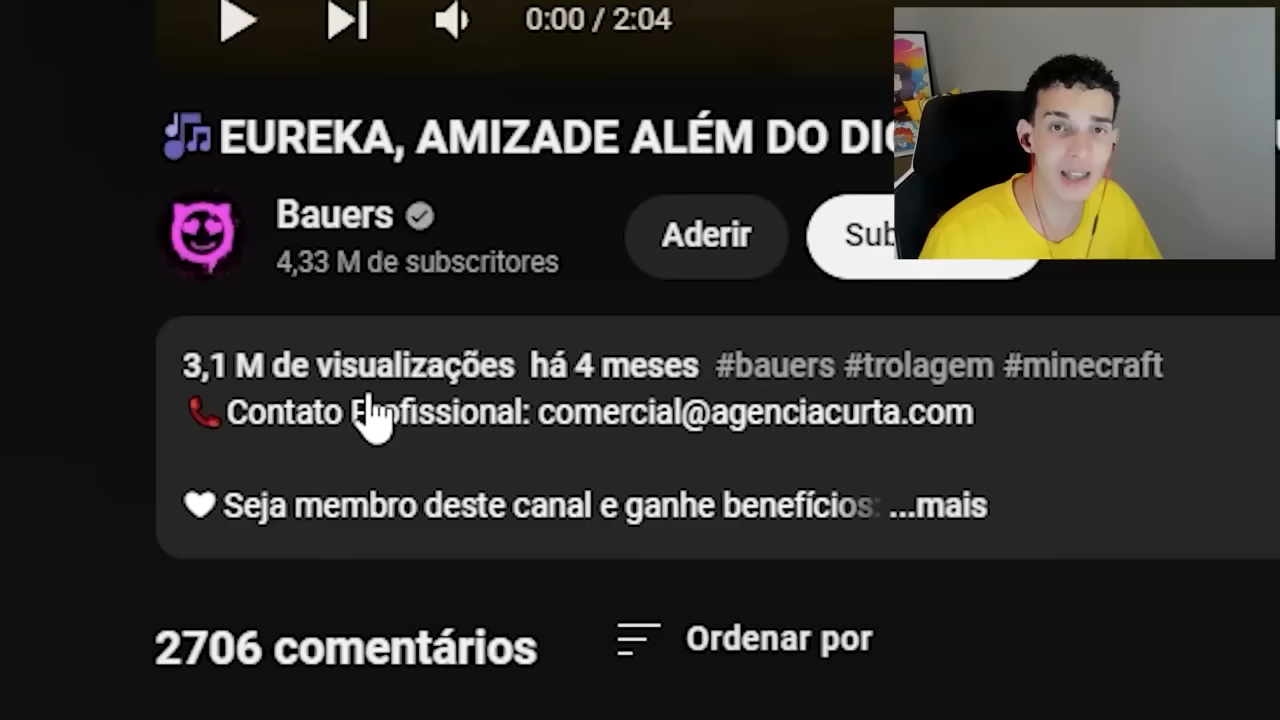 0:00 / 2:04
EUREKA, AMIZADE ALÉM DO
Bauers
4,33 M de subscritores
Aderir
3,1 M de visualizações há 4 meses #bauers #trolagem #minecraft
Contato Profissional: comercial@agenciacurta.com
Seja membro deste canal e ganhe benefícios: ...mais
2706 comentários
Ordenar por